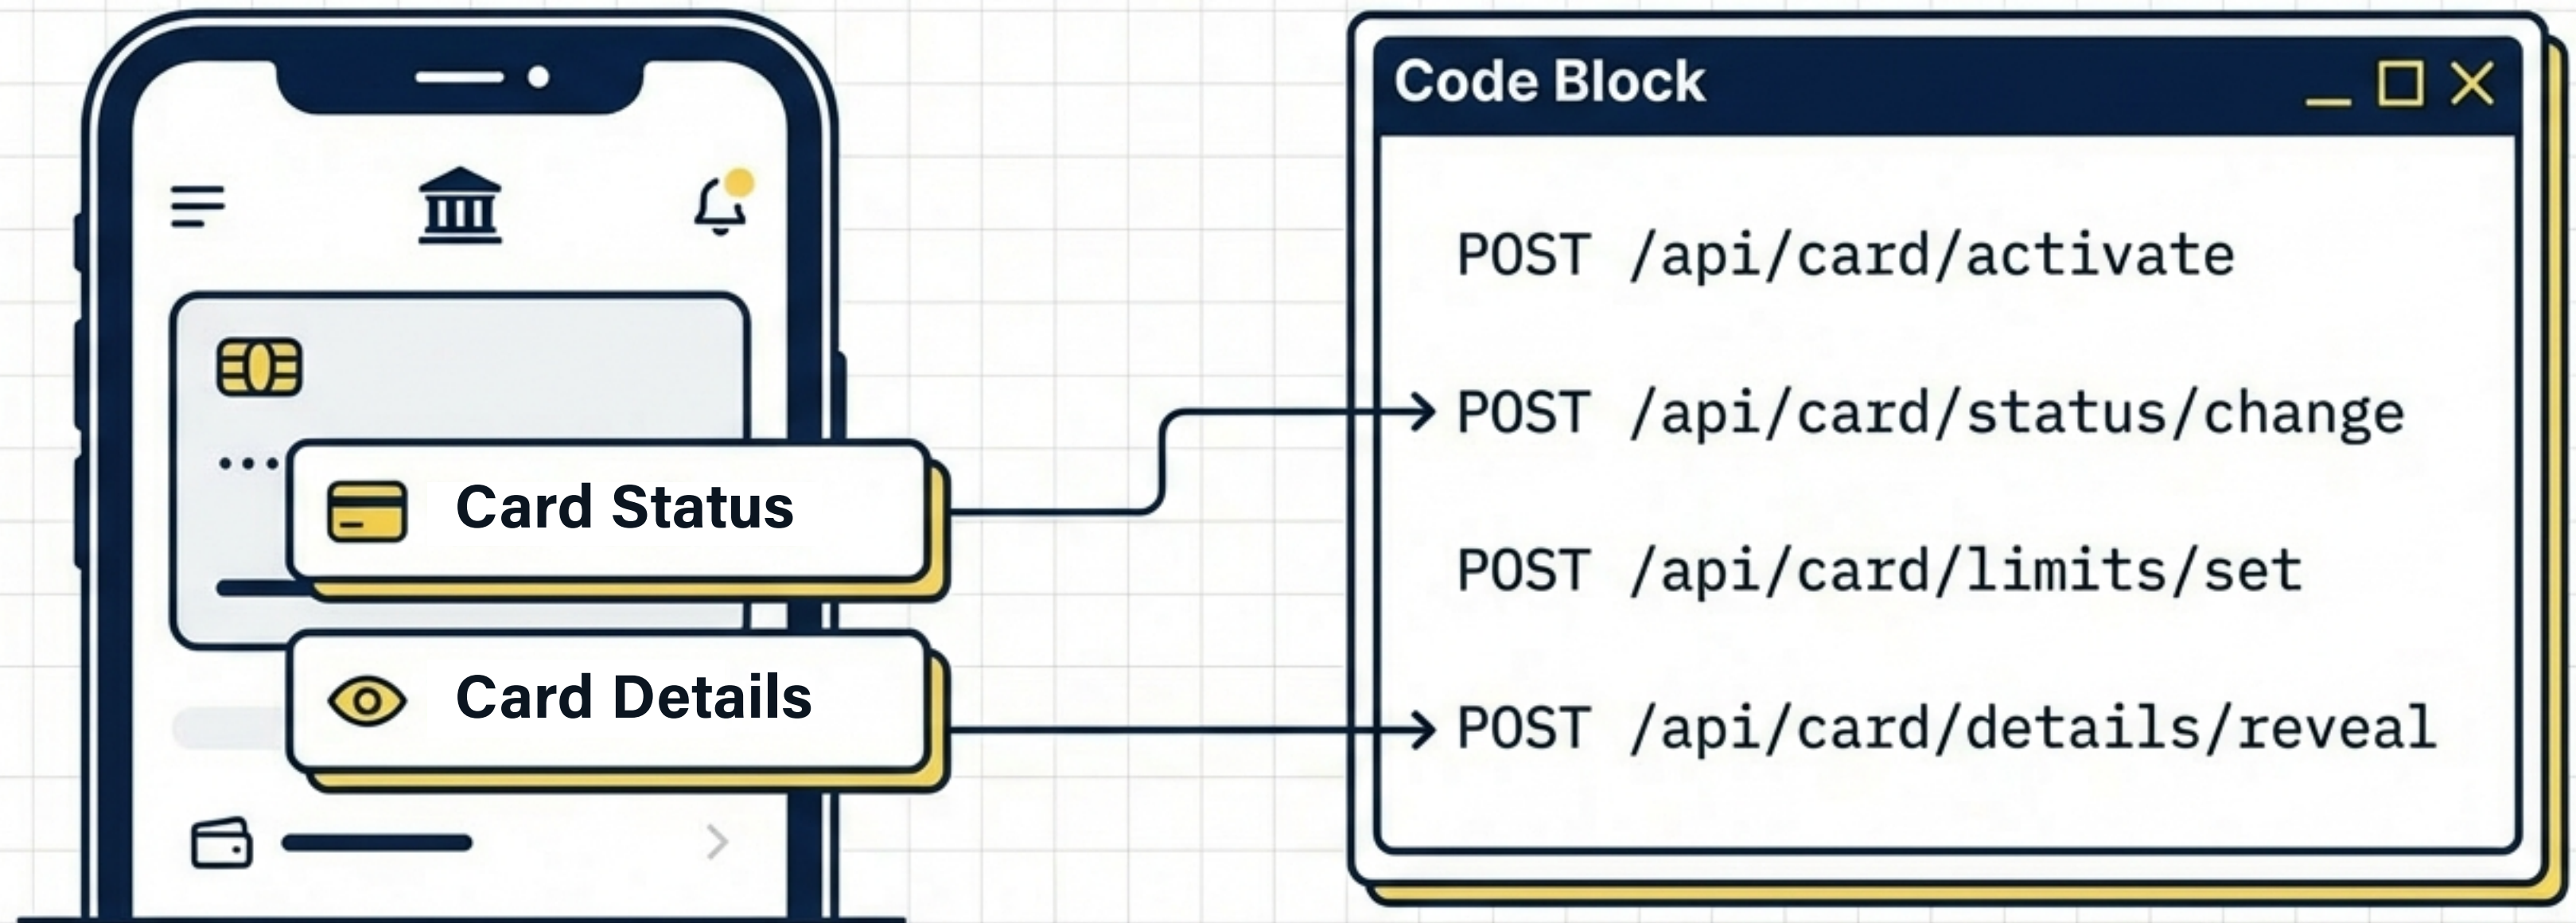 Card Status
Card Details
Code Block
POST /api/card/activate
POST /api/card/status/change
POST /api/card/limits/set
POST /api/card/details/reveal